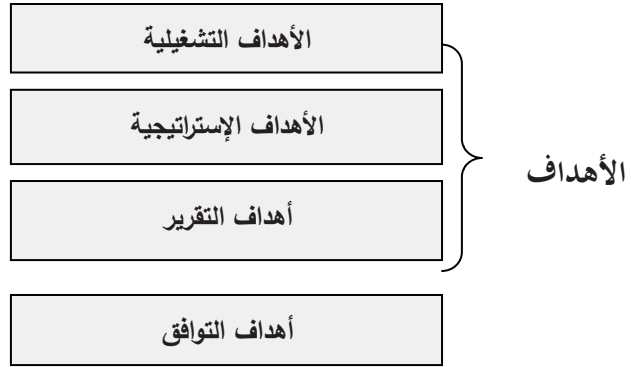 الأهداف التشغيلية
الأهداف الإستراتيجية
الأهداف
أهداف التقرير
أهداف التوافق